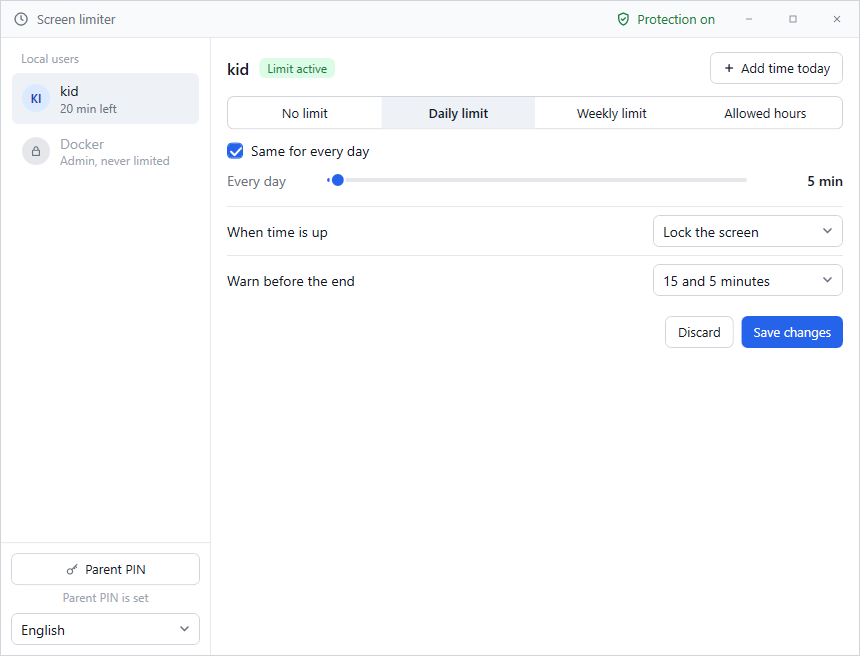 Screen limiter
Protection on
Local users
KI
kid
20 min left
Docker
Admin, never limited
Parent PIN
Parent PIN is set
English
kid
Limit active
+ Add time today
No limit
Daily limit
Weekly limit
Allowed hours
Same for every day
Every day
5 min
When time is up
Lock the screen
Warn before the end
15 and 5 minutes
Discard
Save changes